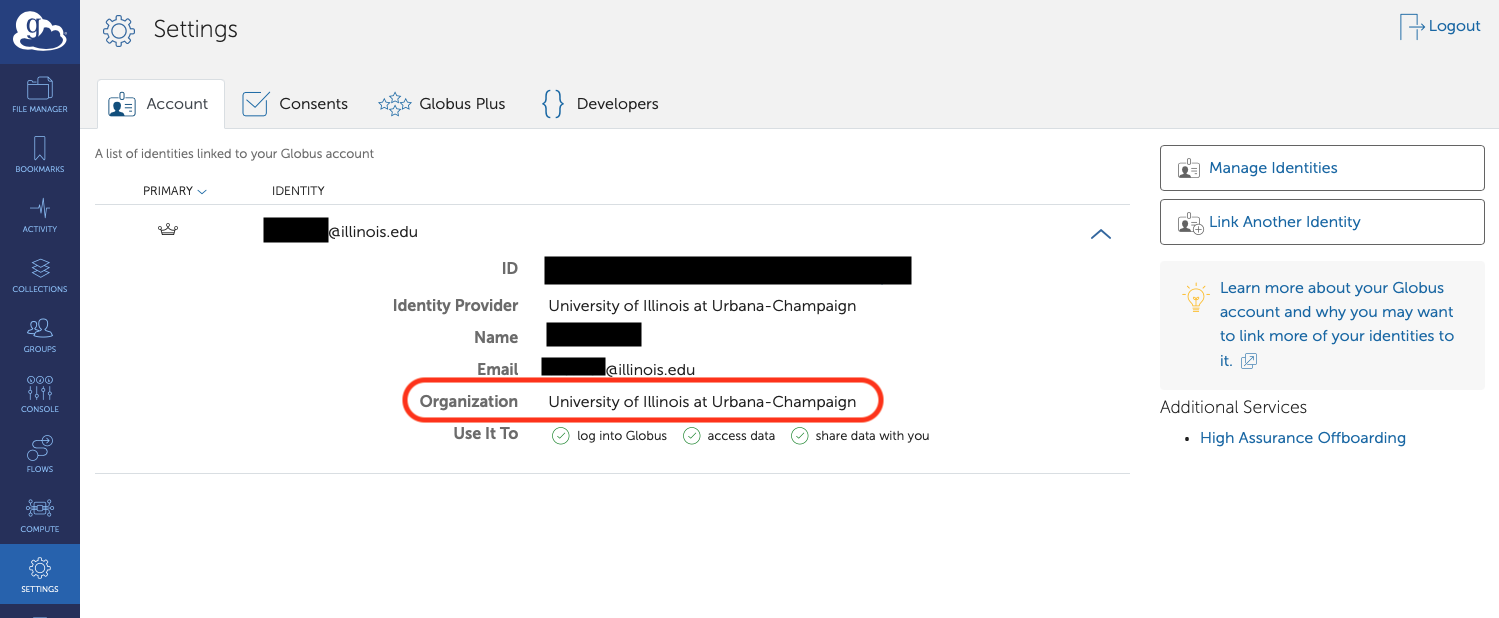 g
Settings
Logout
FILE MANAGER
BOOKMARKS
ACTIVITY
COLLECTIONS
GROUPS
CONSOLE
FLOWS
COMPUTE
SETTINGS
Account
Consents
Globus Plus
Developers
A list of identities linked to your Globus account
PRIMARY IDENTITY
@illinois.edu
ID
Identity Provider University of Illinois at Urbana-Champaign
Name
Email @illinois.edu
Organization University of Illinois at Urbana-Champaign
Use It To log into Globus access data share data with you
Manage Identities
Link Another Identity
Learn more about your Globus
account and why you may want
to link more of your identities to
it.
Additional Services
• High Assurance Offboarding